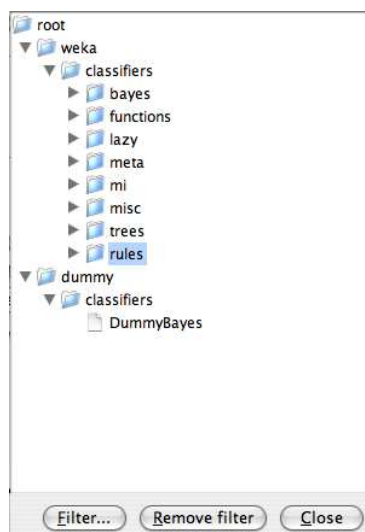 root
weka
classifiers
bayes
functions
lazy
meta
mi
misc
trees
rules
dummy
classifiers
DummyBayes
Filter... Remove filter Close